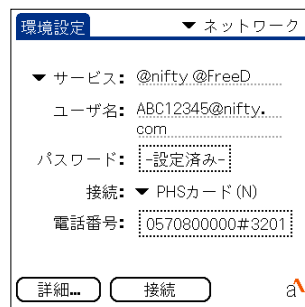 環境設定 ▼ ネットワーク
▼ サービス: @nifty @FreeD
ユーザ名: ABC12345@nifty.
com
パスワード: -設定済み-
接続: ▼ PHSカード(N)
電話番号: 0570800000#3201
詳細... 接続 a